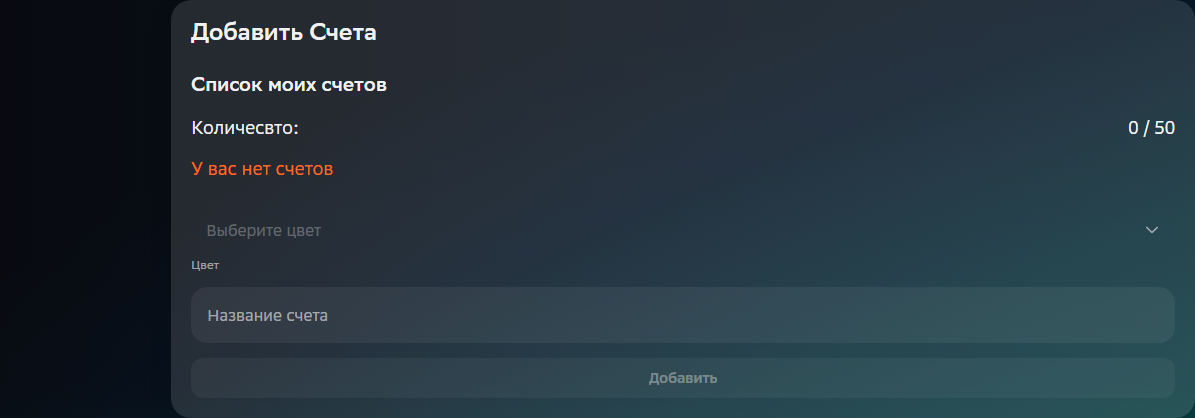 Добавить Счета
Список моих счетов
Количесвто: 0 / 50
У вас нет счетов
Выберите цвет
Цвет
Название счета
Добавить